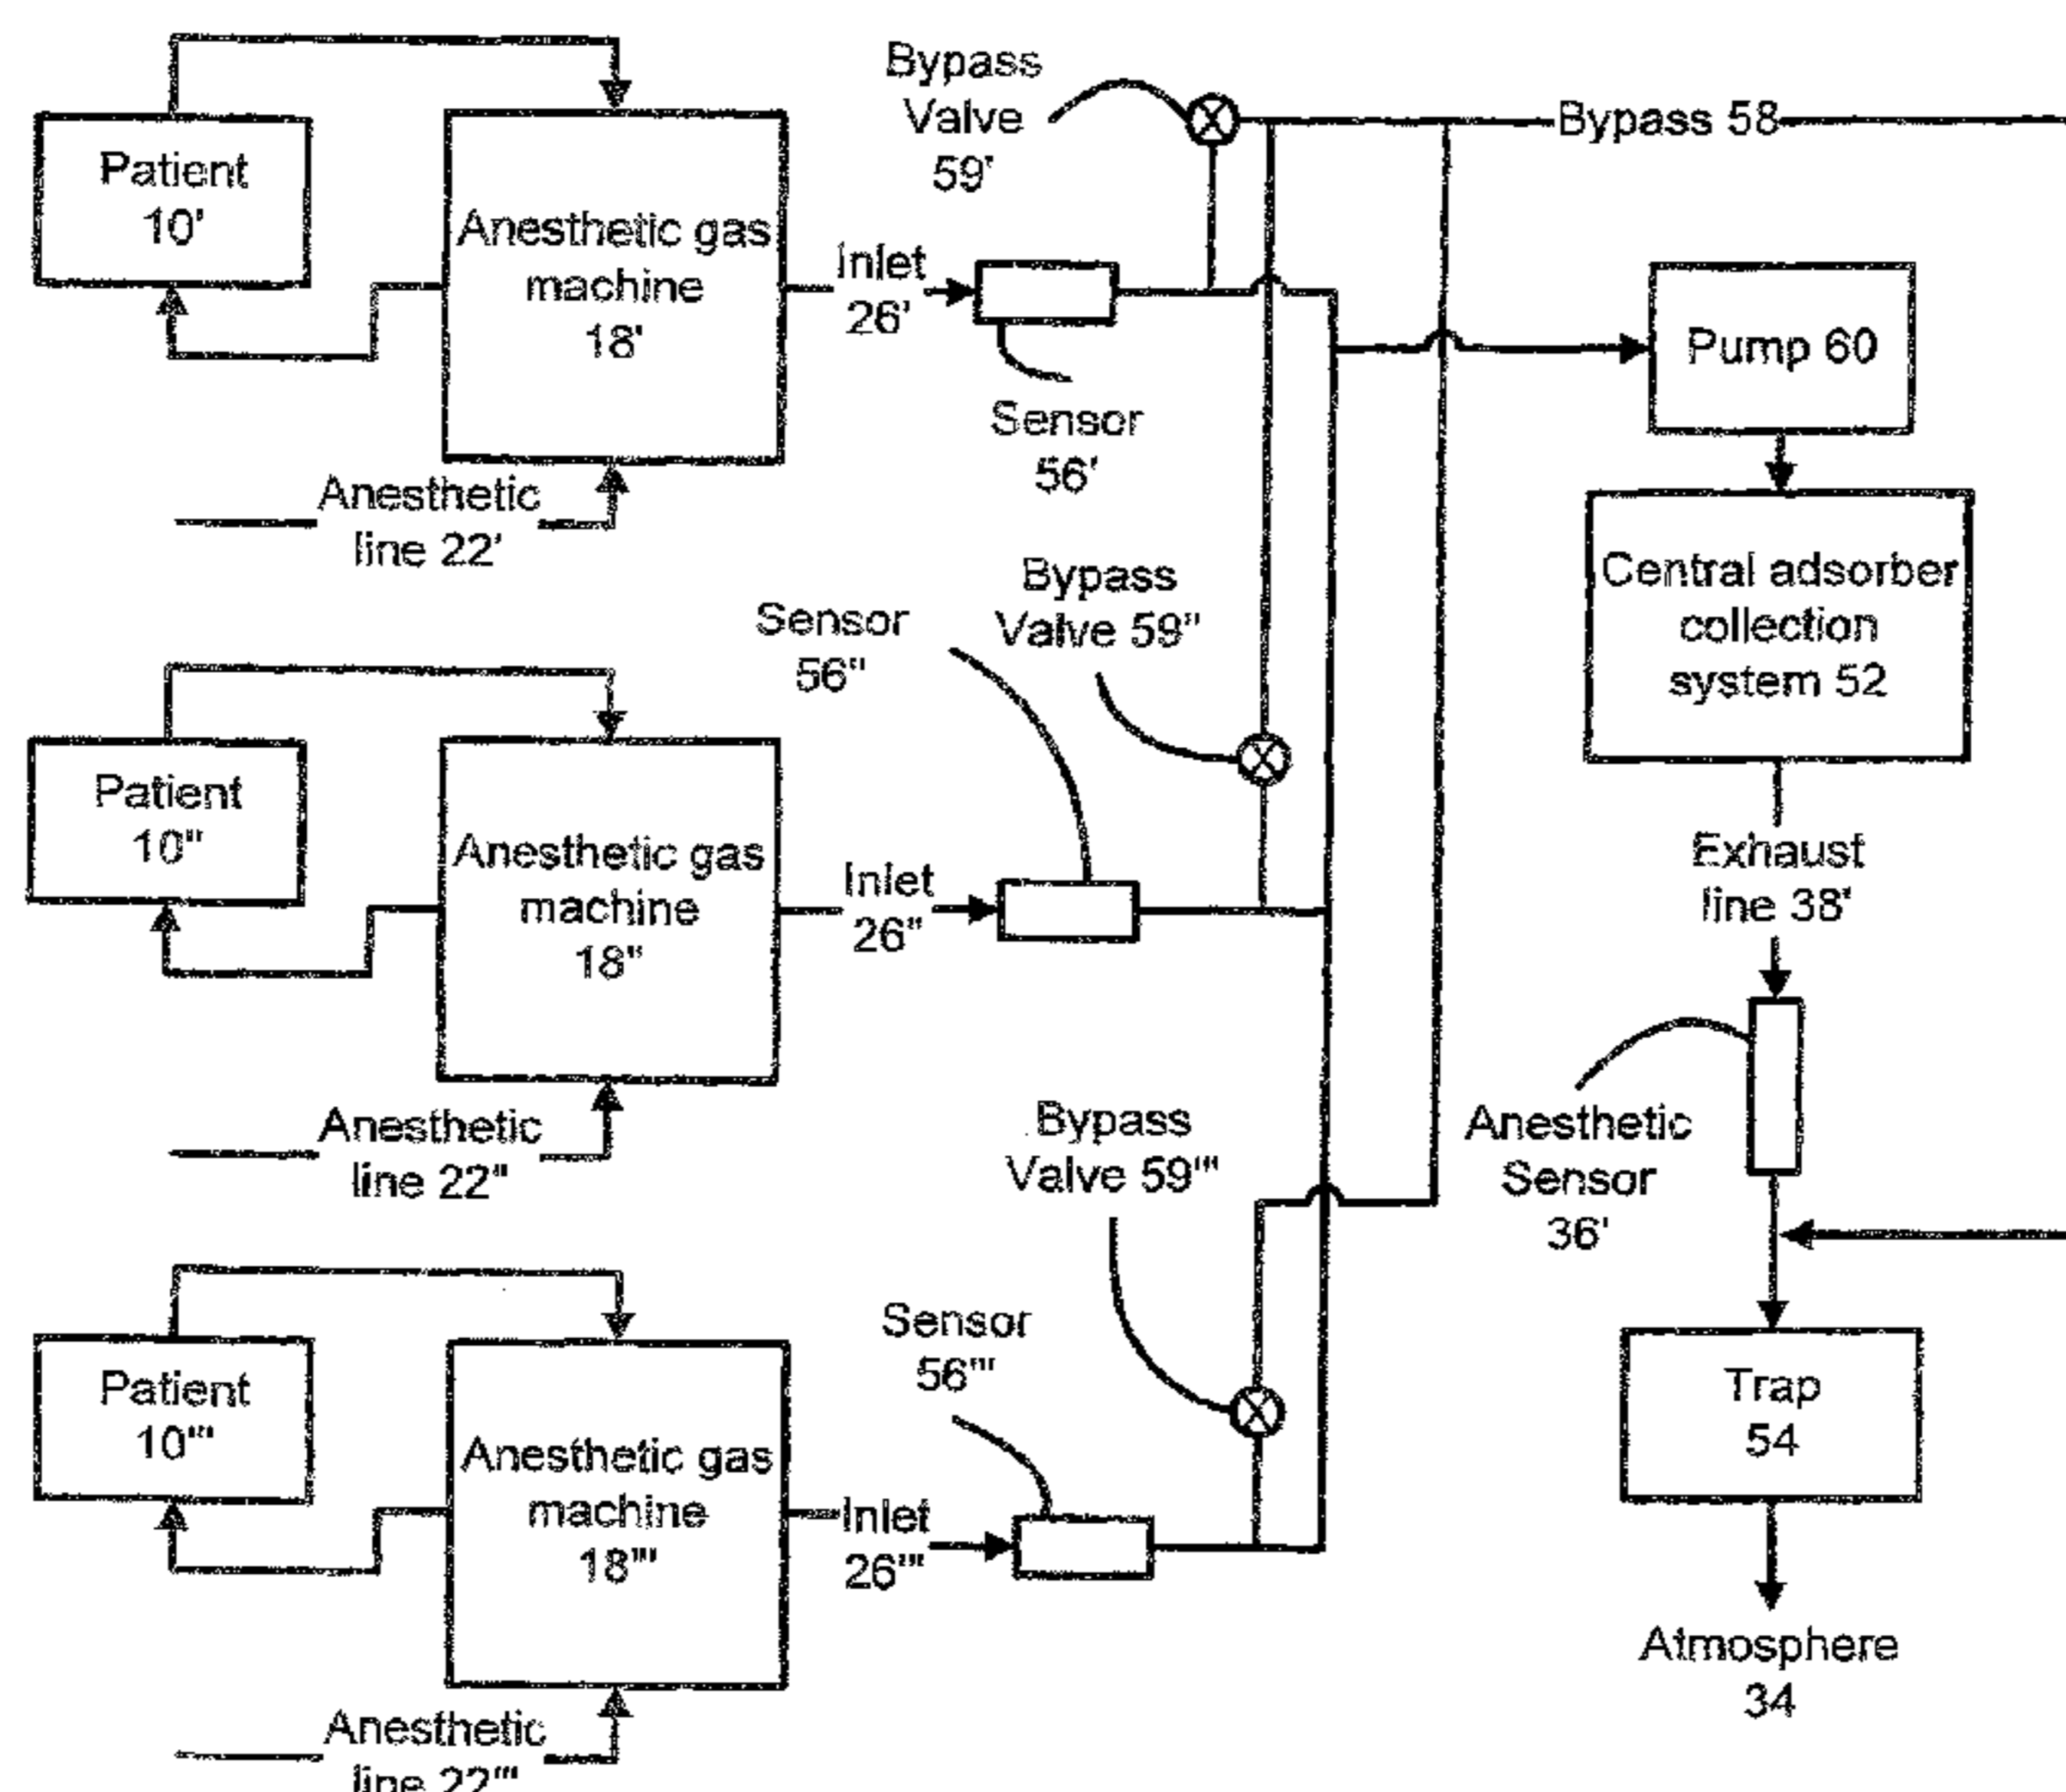 Patient
10'
Anesthetic gas
machine
18'
Anesthetic
line 22'
Inlet
26'
Sensor
56'
Bypass
Valve
59'
Bypass 58
Pump 60
Central adsorber
collection
system 52
Exhaust
line 38'
Anesthetic
Sensor
36'
Trap
54
Atmosphere
34
Patient
10"
Anesthetic gas
machine
18"
Anesthetic
line 22"
Inlet
26"
Sensor
56"
Bypass
Valve 59"
Patient
10'"
Anesthetic gas
machine
18'"
Anesthetic
line 22'"
Inlet
26'"
Sensor
56'"
Bypass
Valve 59'"